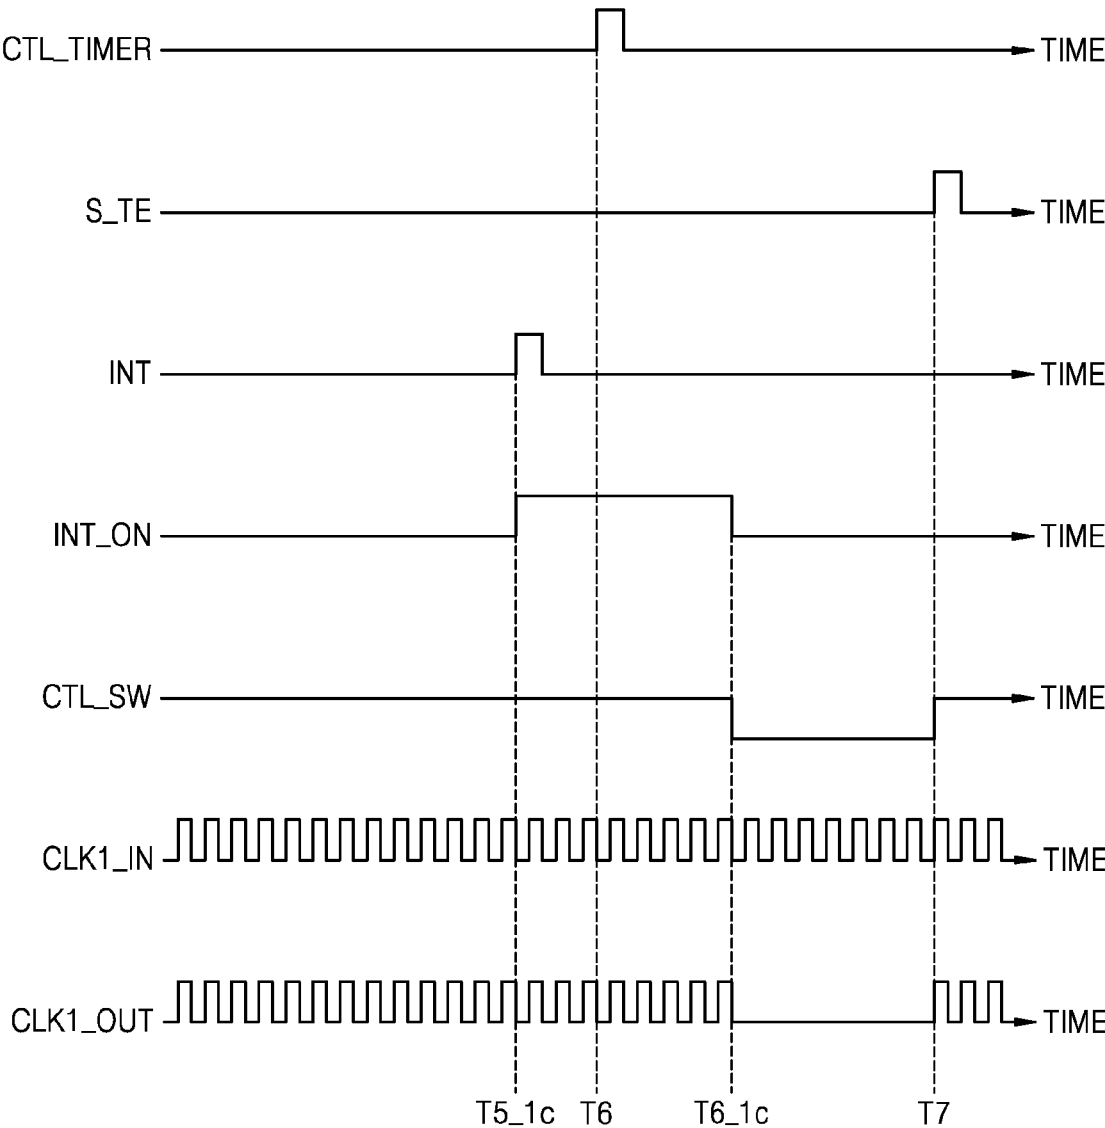 CTL_TIMER TIME
S_TE TIME
INT TIME
INT_ON TIME
CTL_SW TIME
CLK1_IN TIME
CLK1_OUT TIME
T5_1c T6 T6_1c T7